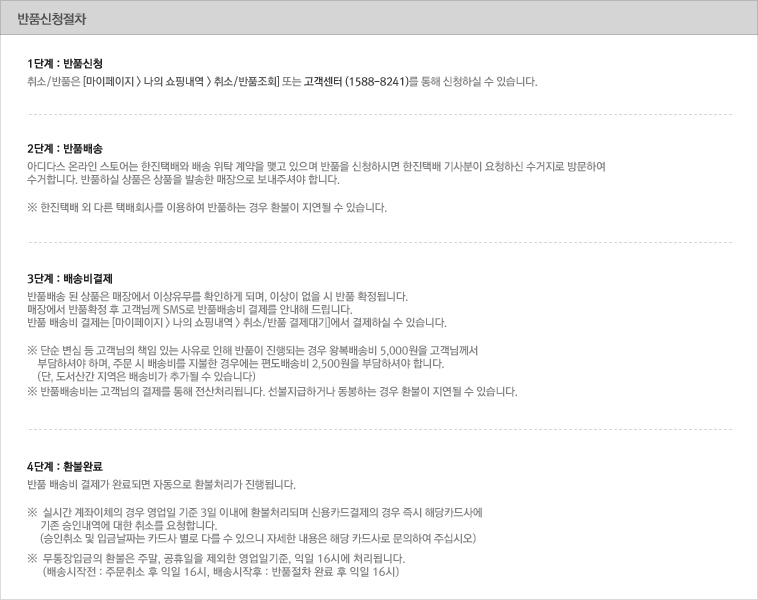 반품신청절차
1단계 : 반품신청
취소/반품은 [마이페이지 > 나의 쇼핑내역 > 취소/반품조회] 또는 고객센터 (1588-8241)를 통해 신청하실 수 있습니다.
2단계 : 반품배송
아디다스 온라인 스토어는 한진택배와 배송 위탁 계약을 맺고 있으며 반품을 신청하시면 한진택배 기사분이 요청하신 수거지로 방문하여
수거합니다. 반품하실 상품은 상품을 발송한 매장으로 보내주셔야 합니다.
※ 한진택배 외 다른 택배회사를 이용하여 반품하는 경우 환불이 지연될 수 있습니다.
3단계 : 배송비결제
반품배송 된 상품은 매장에서 이상유무를 확인하게 되며, 이상이 없을 시 반품 확정됩니다.
매장에서 반품확정 후 고객님께 SMS로 반품배송비 결제를 안내해 드립니다.
반품 배송비 결제는 [마이페이지 > 나의 쇼핑내역 > 취소/반품 결제대기]에서 결제하실 수 있습니다.
※ 단순 변심 등 고객님의 책임 있는 사유로 인해 반품이 진행되는 경우 왕복배송비 5,000원을 고객님께서
부담하셔야 하며, 주문 시 배송비를 지불한 경우에는 편도배송비 2,500원을 부담하셔야 합니다.
(단, 도서산간 지역은 배송비가 추가될 수 있습니다)
※ 반품배송비는 고객님의 결제를 통해 전산처리됩니다. 선불지급하거나 동봉하는 경우 환불이 지연될 수 있습니다.
4단계 : 환불완료
반품 배송비 결제가 완료되면 자동으로 환불처리가 진행됩니다.
※ 실시간 계좌이체의 경우 영업일 기준 3일 이내에 환불처리되며 신용카드결제의 경우 즉시 해당카드사에
기존 승인내역에 대한 취소를 요청합니다.
(승인취소 및 입금날짜는 카드사 별로 다를 수 있으니 자세한 내용은 해당 카드사로 문의하여 주십시오)
※ 무통장입금의 환불은 주말, 공휴일을 제외한 영업일기준, 익일 16시에 처리됩니다.
(배송시작전 : 주문취소 후 익일 16시, 배송시작후 : 반품절차 완료 후 익일 16시)